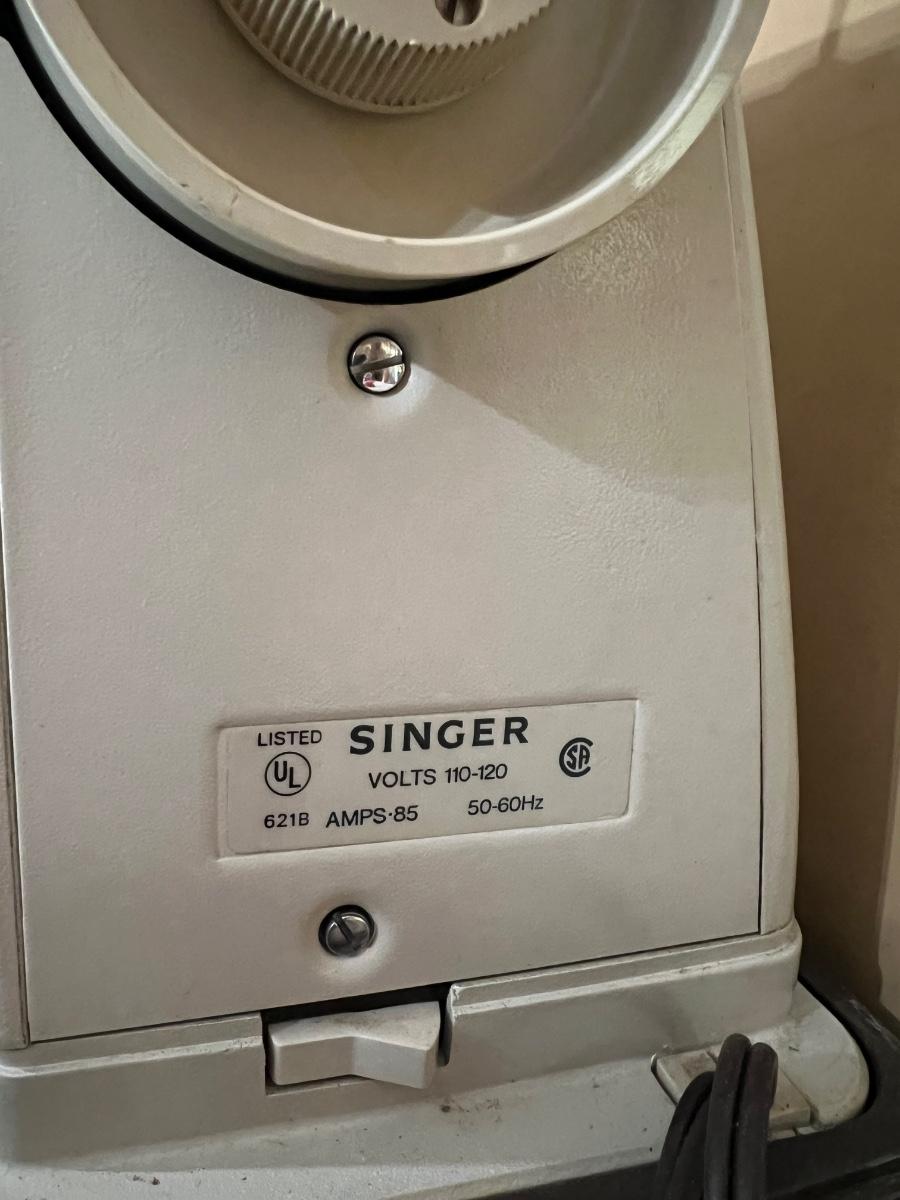 LISTED SINGER
UL VOLTS 110-120 SA
621B AMPS·85 50-60Hz